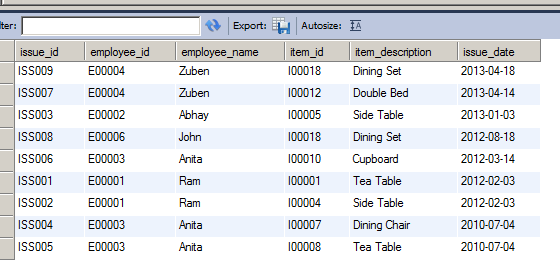 lter: Export: Autosize: A
issue_id employee_id employee_name item_id item_description issue_date
ISS009 E00004 Zuben I00018 Dining Set 2013-04-18
ISS007 E00004 Zuben I00012 Double Bed 2013-04-14
ISS003 E00002 Abhay I00005 Side Table 2013-01-03
ISS008 E00006 John I00018 Dining Set 2012-08-18
ISS006 E00003 Anita I00010 Cupboard 2012-03-14
ISS001 E00001 Ram I00001 Tea Table 2012-02-03
ISS002 E00001 Ram I00004 Side Table 2012-02-03
ISS004 E00003 Anita I00007 Dining Chair 2010-07-04
ISS005 E00003 Anita I00008 Tea Table 2010-07-04